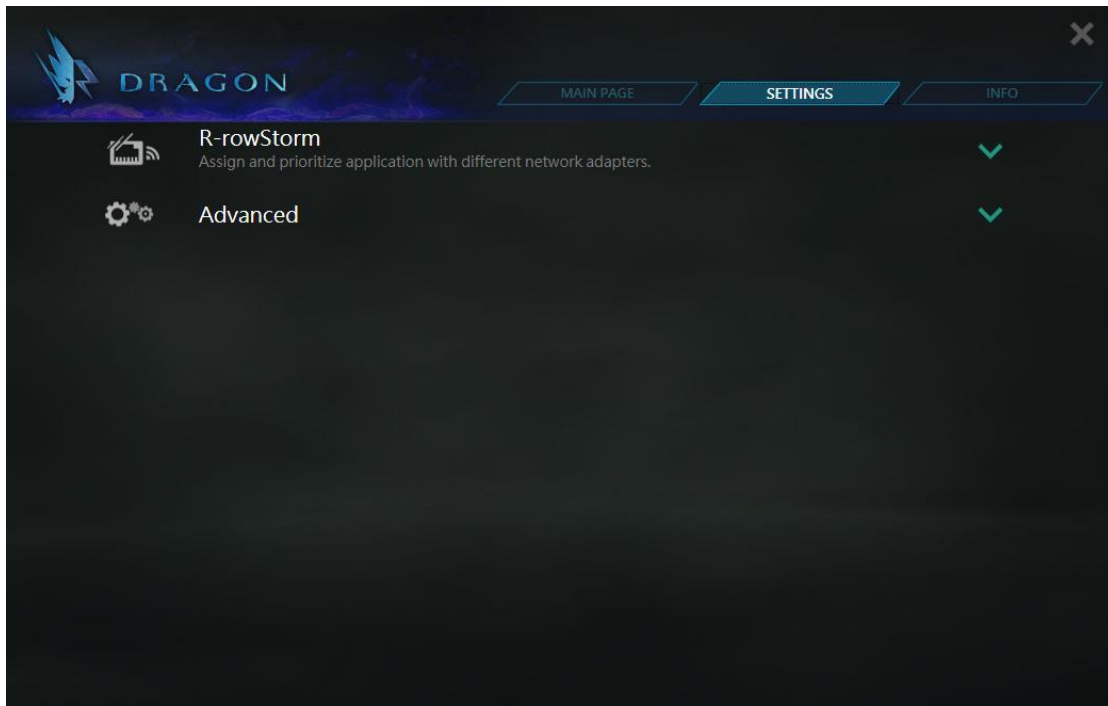 DRAGON
MAIN PAGE
SETTINGS
INFO
R-rowStorm
Assign and prioritize application with different network adapters.
Advanced